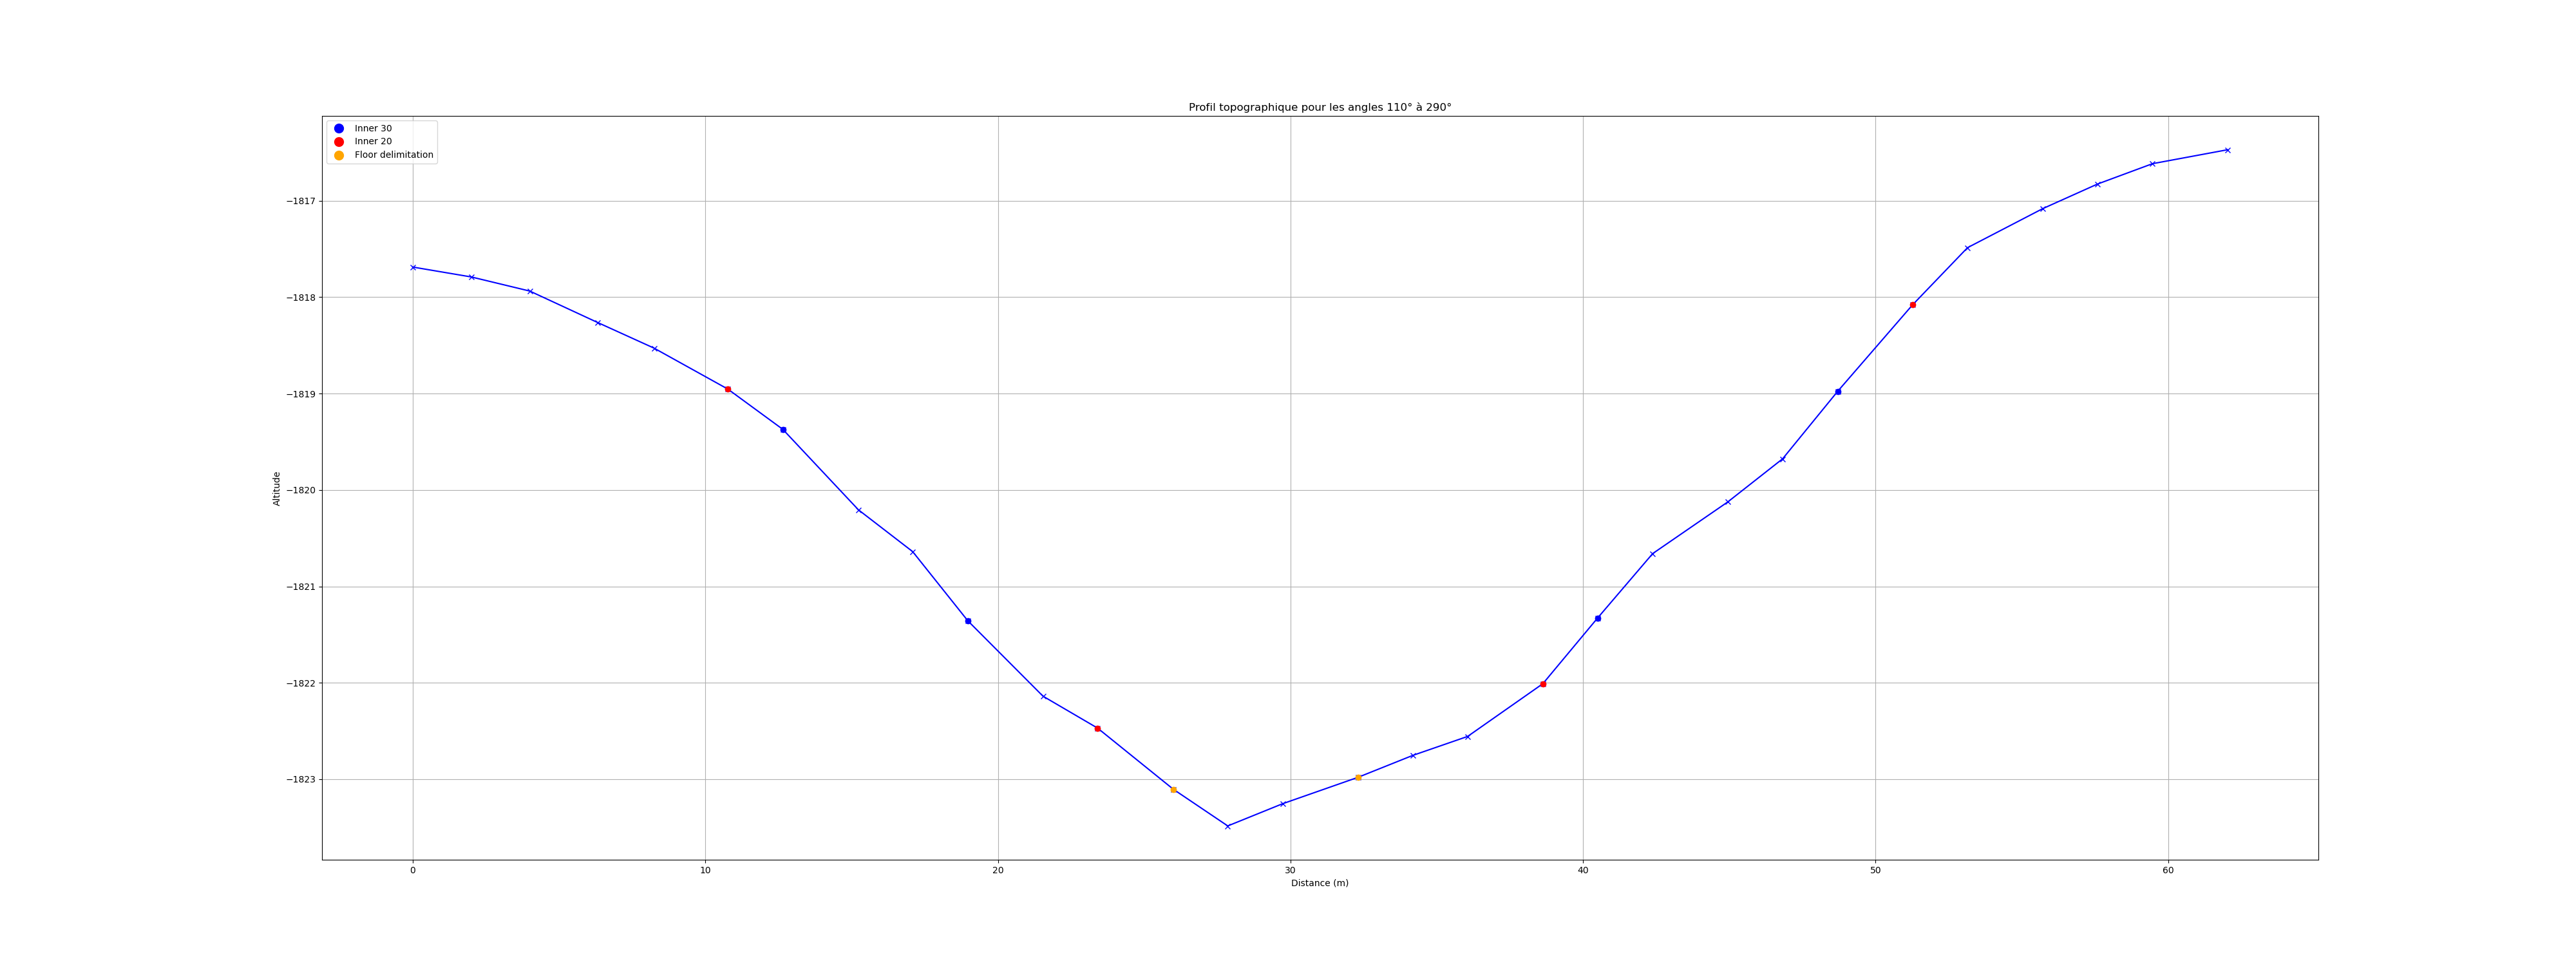 Profil topographique pour les angles 110° à 290°
Inner 30
Inner 20
Floor delimitation
−1817
−1818
−1819
−1820
−1821
−1822
−1823
Altitude
0 10 20 30 40 50 60
Distance (m)